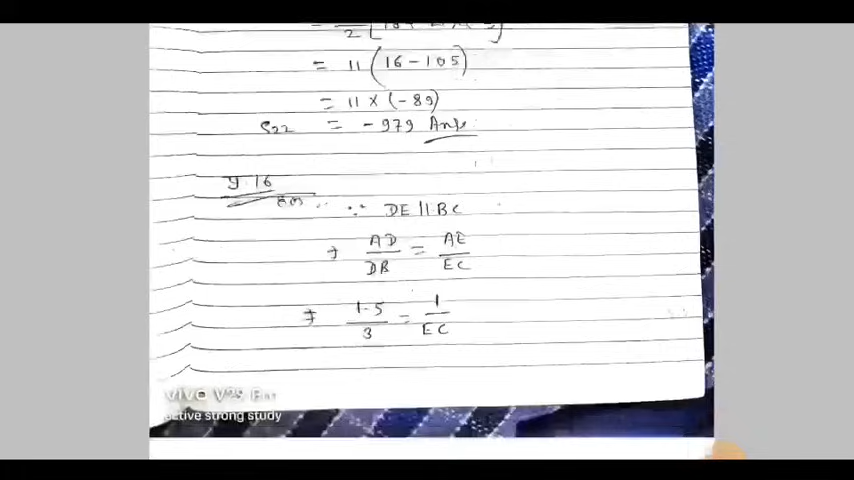 = 11 (16 - 105)
= 11 × (-89)
S22 = -979 Ans
16
∵ DE || BC
⇒ AD/DB = AE/EC
⇒ 1.5/3 = 1/EC
vivo V29
active strong study